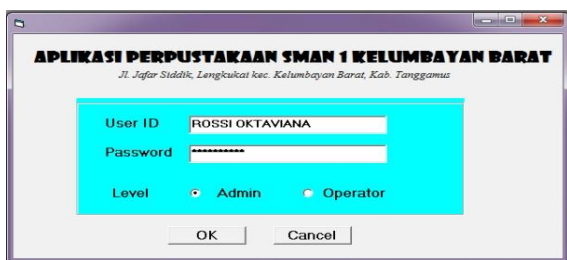 APLIKASI PERPUSTAKAAN SMAN 1 KELUMBAYAN BARAT
Jl. Jafar Siddik, Lengkukai kec. Kelumbayan Barat, Kab. Tanggamus
User ID ROSSI OKTAVIANA
Password **********
Level Admin Operator
OK Cancel